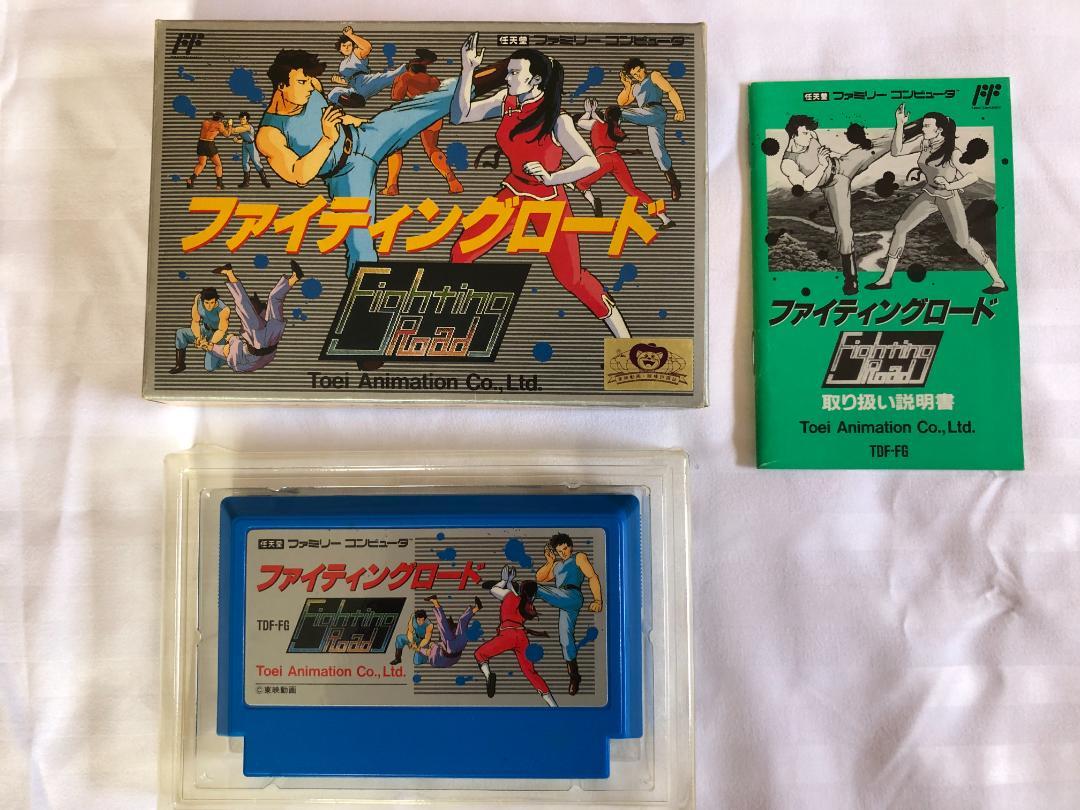 任天堂 ファミリー コンピュータ
ファイティングロード
Fighting Road
Toei Animation Co., Ltd.
任天堂 ファミリー コンピュータ
ファイティングロード
Fighting Road
取り扱い説明書
Toei Animation Co., Ltd.
TDF-FG
任天堂 ファミリー コンピュータ
ファイティングロード
TDF-FG
Fighting Road
Toei Animation Co., Ltd.
©東映動画